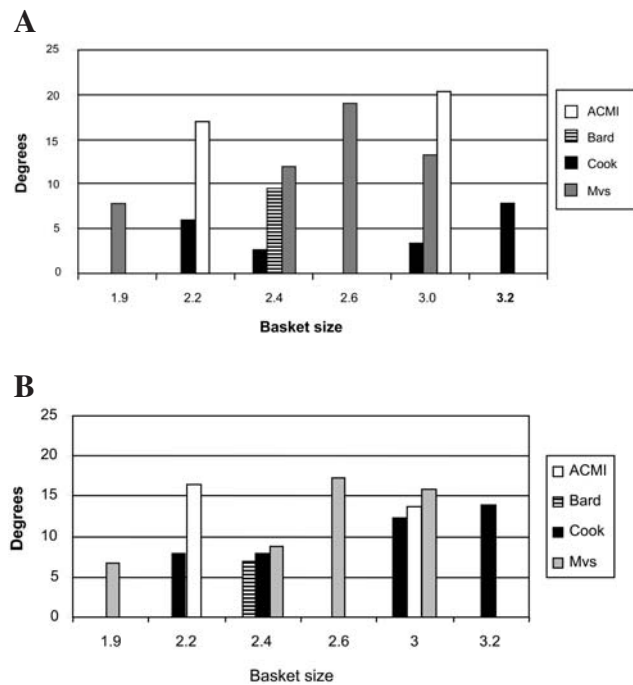 A
25
20
15
10
5
0
Degrees
1.9 2.2 2.4 2.6 3.0 3.2
Basket size
ACMI
Bard
Cook
Mvs
B
25
20
15
10
5
0
Degrees
1.9 2.2 2.4 2.6 3 3.2
Basket size
ACMI
Bard
Cook
Mvs